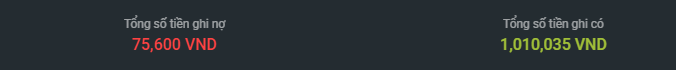 Tổng số tiền ghi nợ
75,600 VND
Tổng số tiền ghi có
1,010,035 VND